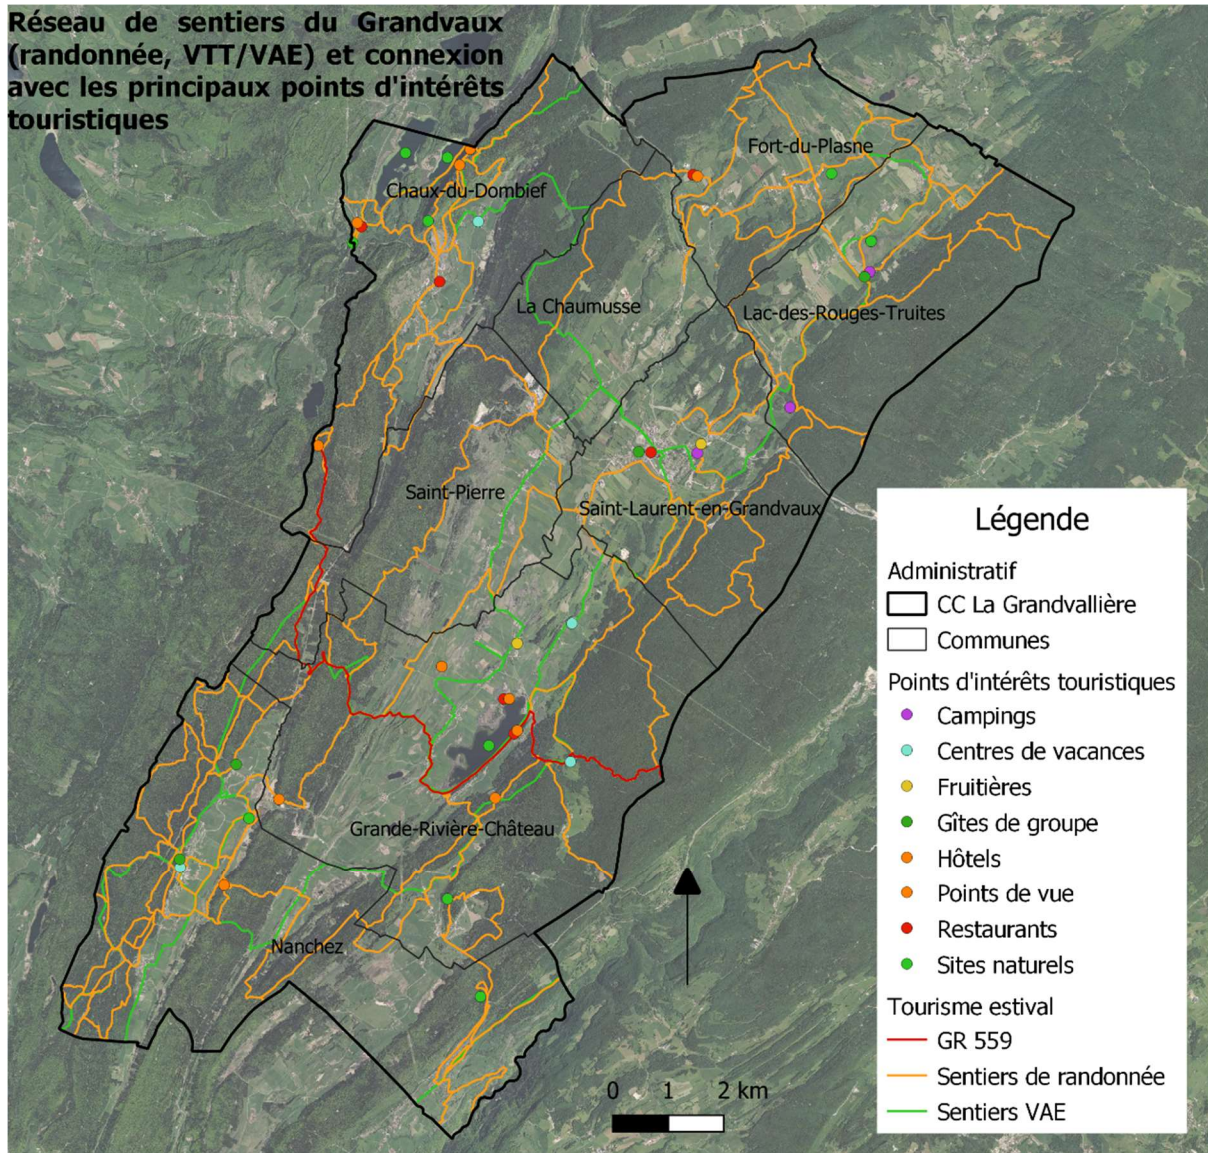 Réseau de sentiers du Grandvaux
(randonnée, VTT/VAE) et connexion
avec les principaux points d'intérêts
touristiques
Fort-du-Plasne
Chaux-du-Dombief
La Chaumusse
Lac-des-Rouges-Truites
Saint-Pierre
Saint-Laurent-en-Grandvaux
Grande-Rivière-Château
Nanchez
0 1 2 km
Légende
Administratif
CC La Grandvallière
Communes
Points d'intérêts touristiques
Campings
Centres de vacances
Fruitières
Gîtes de groupe
Hôtels
Points de vue
Restaurants
Sites naturels
Tourisme estival
GR 559
Sentiers de randonnée
Sentiers VAE